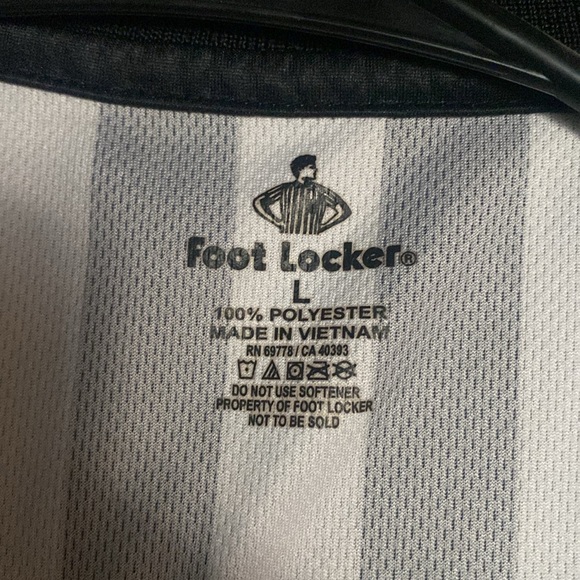 Foot Locker®
L
100% POLYESTER
MADE IN VIETNAM
RN 69778 / CA 40393
DO NOT USE SOFTENER
PROPERTY OF FOOT LOCKER
NOT TO BE SOLD